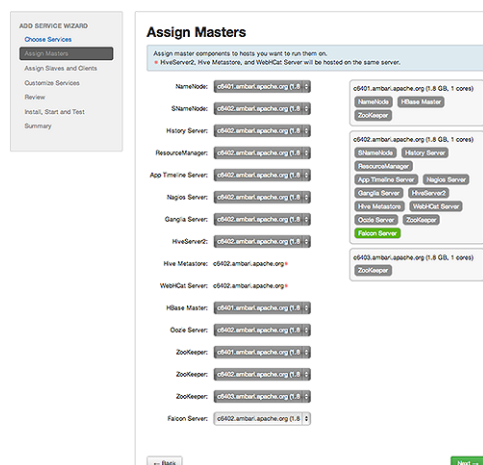 ADD SERVICE WIZARD
Choose Services
Assign Masters
Assign Slaves and Clients
Customize Services
Review
Install, Start and Test
Summary
Assign Masters
Assign master components to hosts you want to run them on.
* HiveServer2, Hive Metastore, and WebHCat Server will be hosted on the same server.
NameNode: c6401.ambari.apache.org (1.8
SNameNode: c6402.ambari.apache.org (1.8
History Server: c6402.ambari.apache.org (1.8
ResourceManager: c6402.ambari.apache.org (1.8
App Timeline Server: c6402.ambari.apache.org (1.8
Nagios Server: c6402.ambari.apache.org (1.8
Ganglia Server: c6402.ambari.apache.org (1.8
HiveServer2: c6402.ambari.apache.org (1.8
Hive Metastore: c6402.ambari.apache.org*
WebHCat Server: c6402.ambari.apache.org*
HBase Master: c6401.ambari.apache.org (1.8
Oozie Server: c6402.ambari.apache.org (1.8
ZooKeeper: c6401.ambari.apache.org (1.8
ZooKeeper: c6402.ambari.apache.org (1.8
ZooKeeper: c6403.ambari.apache.org (1.8
Falcon Server: c6402.ambari.apache.org (1.8
c6401.ambari.apache.org (1.8 GB, 1 cores)
NameNode HBase Master
ZooKeeper
c6402.ambari.apache.org (1.8 GB, 1 cores)
SNameNode History Server
ResourceManager
App Timeline Server Nagios Server
Ganglia Server HiveServer2
Hive Metastore WebHCat Server
Oozie Server ZooKeeper
Falcon Server
c6403.ambari.apache.org (1.8 GB, 1 cores)
ZooKeeper
← Back
Next →